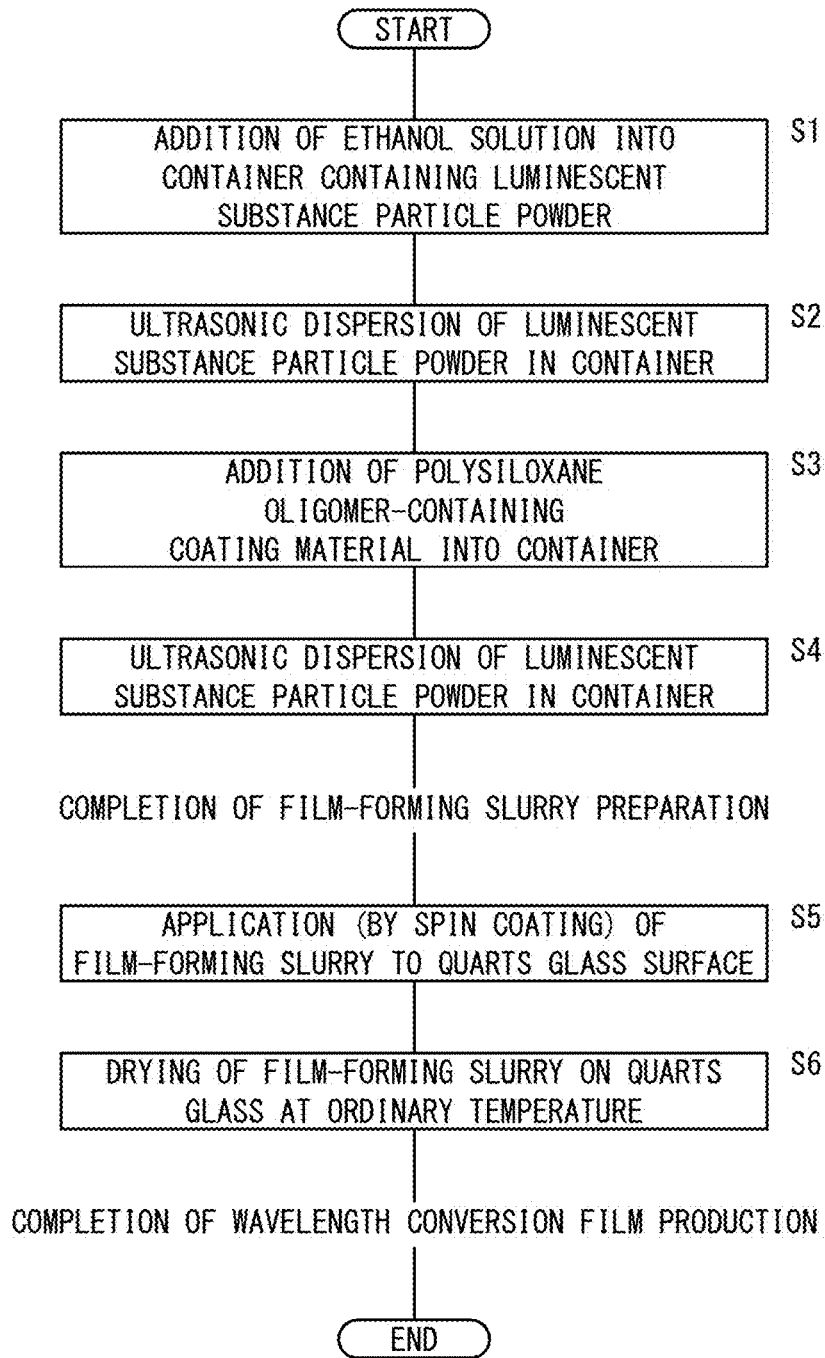 START
S1
ADDITION OF ETHANOL SOLUTION INTO
CONTAINER CONTAINING LUMINESCENT
SUBSTANCE PARTICLE POWDER
S2
ULTRASONIC DISPERSION OF LUMINESCENT
SUBSTANCE PARTICLE POWDER IN CONTAINER
S3
ADDITION OF POLYSILOXANE
OLIGOMER-CONTAINING
COATING MATERIAL INTO CONTAINER
S4
ULTRASONIC DISPERSION OF LUMINESCENT
SUBSTANCE PARTICLE POWDER IN CONTAINER
COMPLETION OF FILM-FORMING SLURRY PREPARATION
S5
APPLICATION (BY SPIN COATING) OF
FILM-FORMING SLURRY TO QUARTS GLASS SURFACE
S6
DRYING OF FILM-FORMING SLURRY ON QUARTS
GLASS AT ORDINARY TEMPERATURE
COMPLETION OF WAVELENGTH CONVERSION FILM PRODUCTION
END